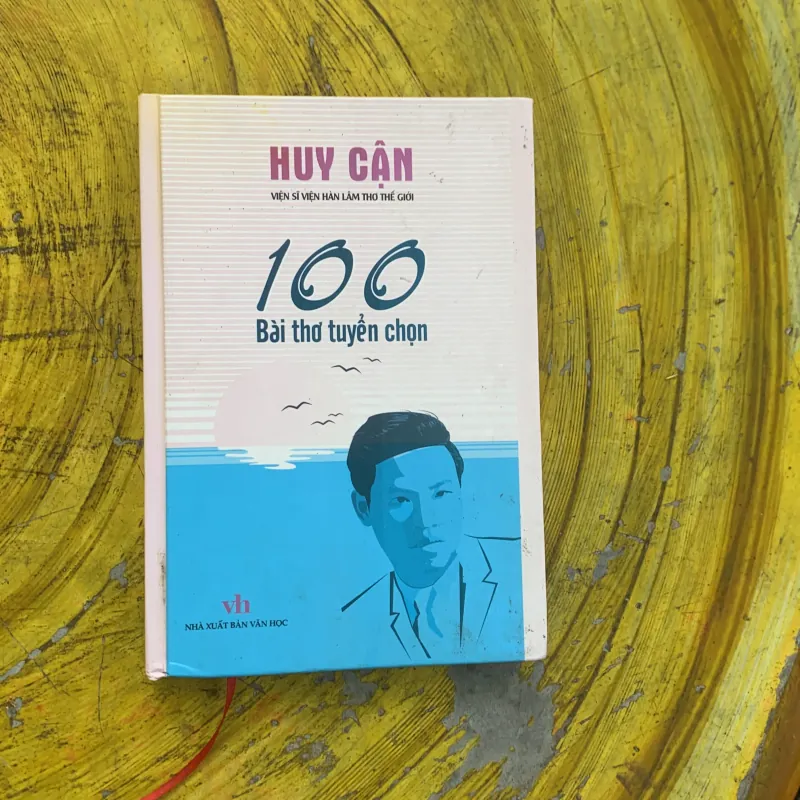 HUY CẬN
VIỆN SĨ VIỆN HÀN LÂM THƠ THẾ GIỚI
100
Bài thơ tuyển chọn
vh
NHÀ XUẤT BẢN VĂN HỌC